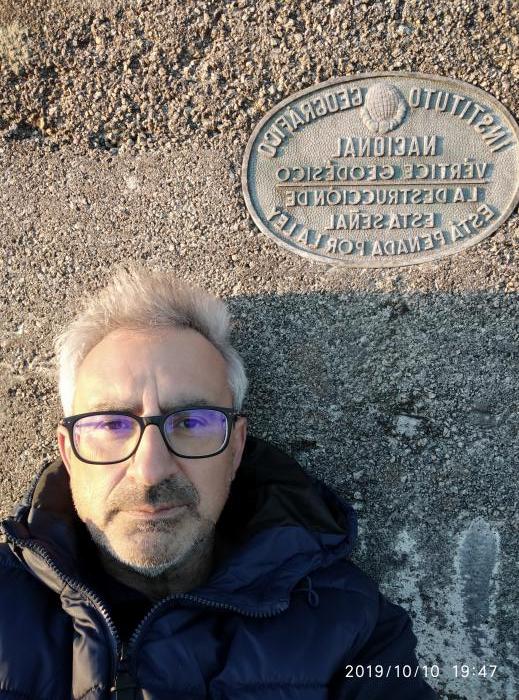 INSTITUTO GEOGRAFICO
NACIONAL
VÉRTICE GEODÉSICO
LA DESTRUCCIÓN DE
ESTA SEÑAL
ESTÁ PENADA POR LA LEY
2019/10/10 19:47